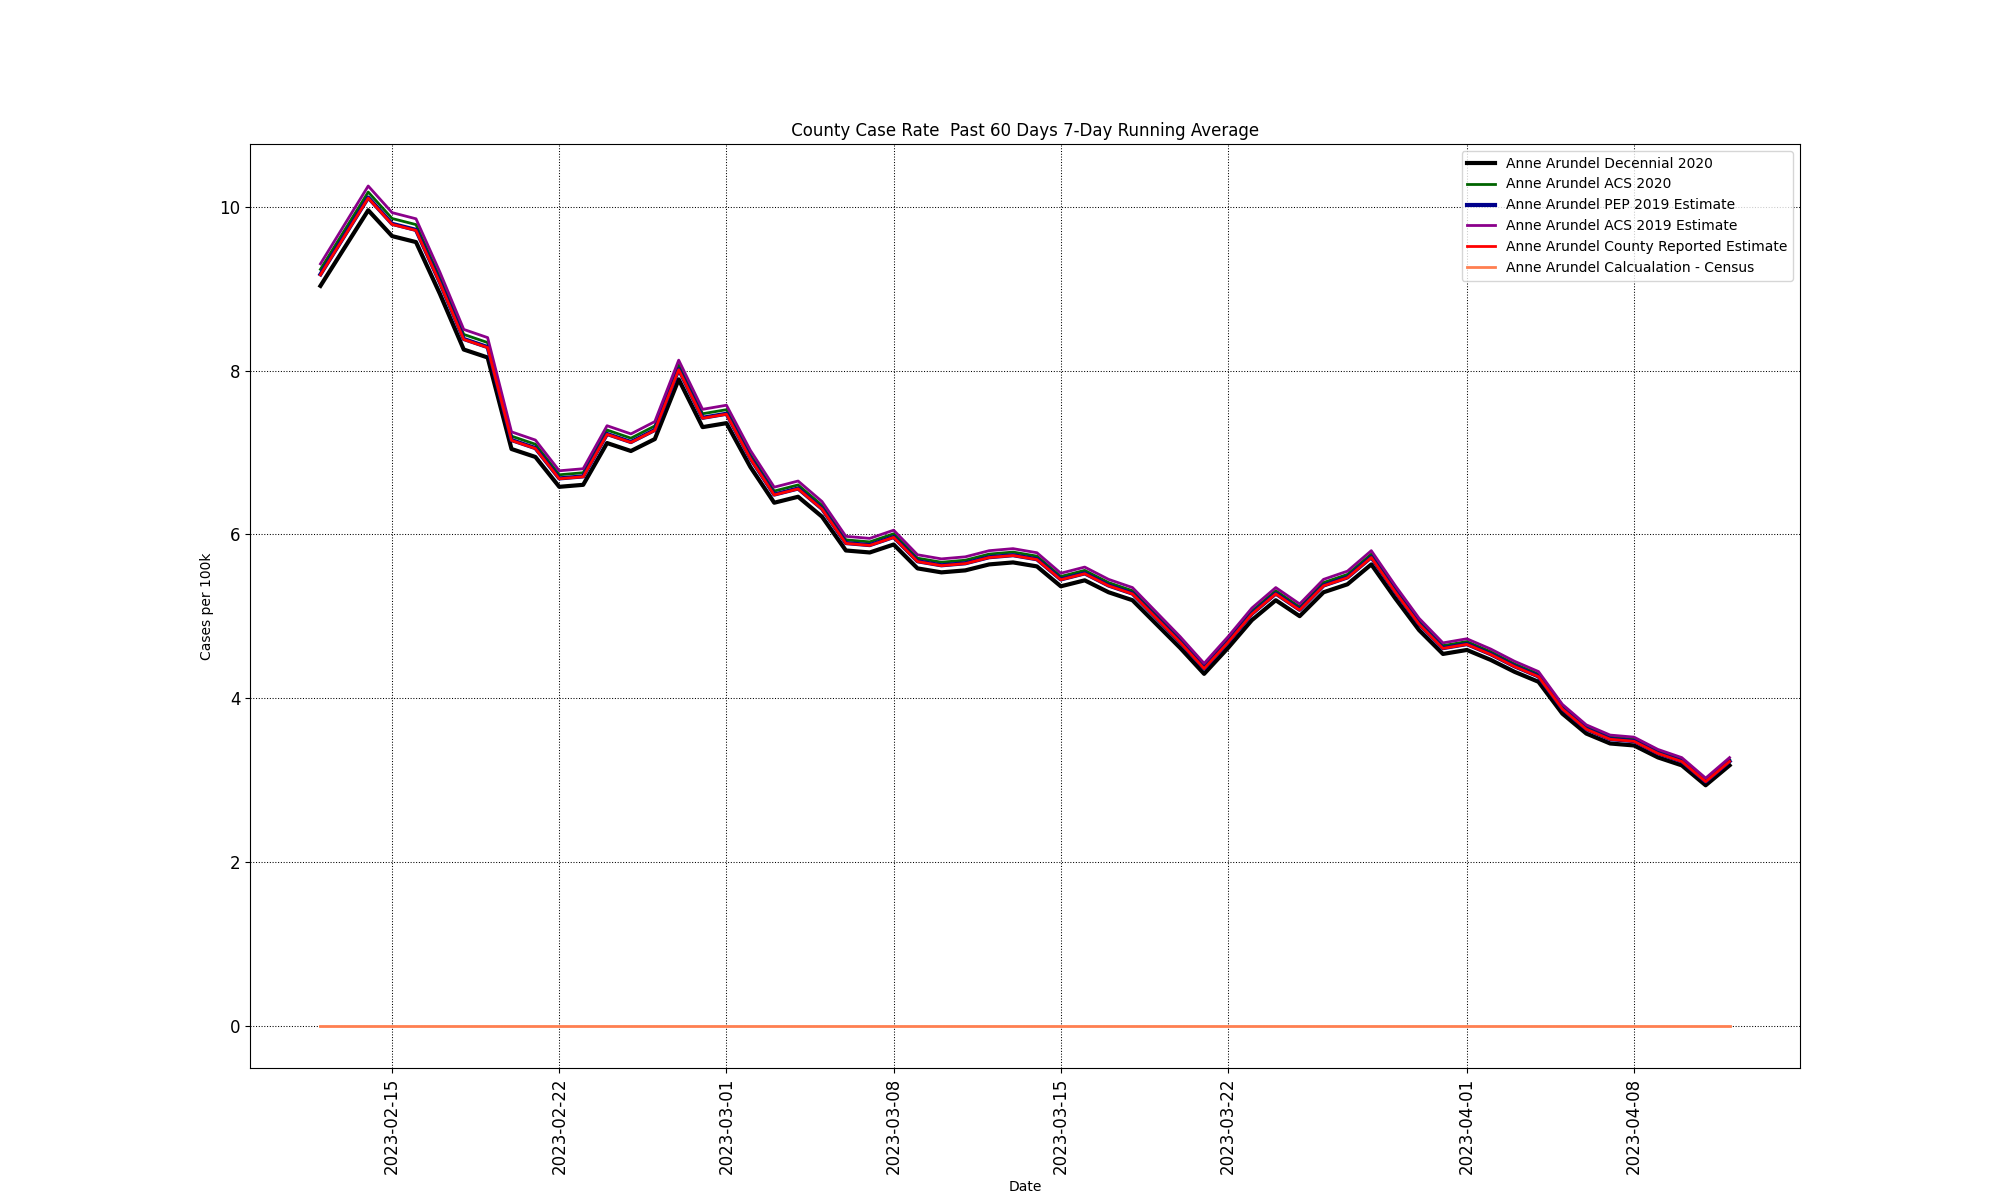 County Case Rate  Past 60 Days 7-Day Running Average
Anne Arundel Decennial 2020
Anne Arundel ACS 2020
Anne Arundel PEP 2019 Estimate
Anne Arundel ACS 2019 Estimate
Anne Arundel County Reported Estimate
Anne Arundel Calcualation - Census
10
8
6
4
2
0
Cases per 100k
2023-02-15
2023-02-22
2023-03-01
2023-03-08
2023-03-15
2023-03-22
2023-04-01
2023-04-08
Date